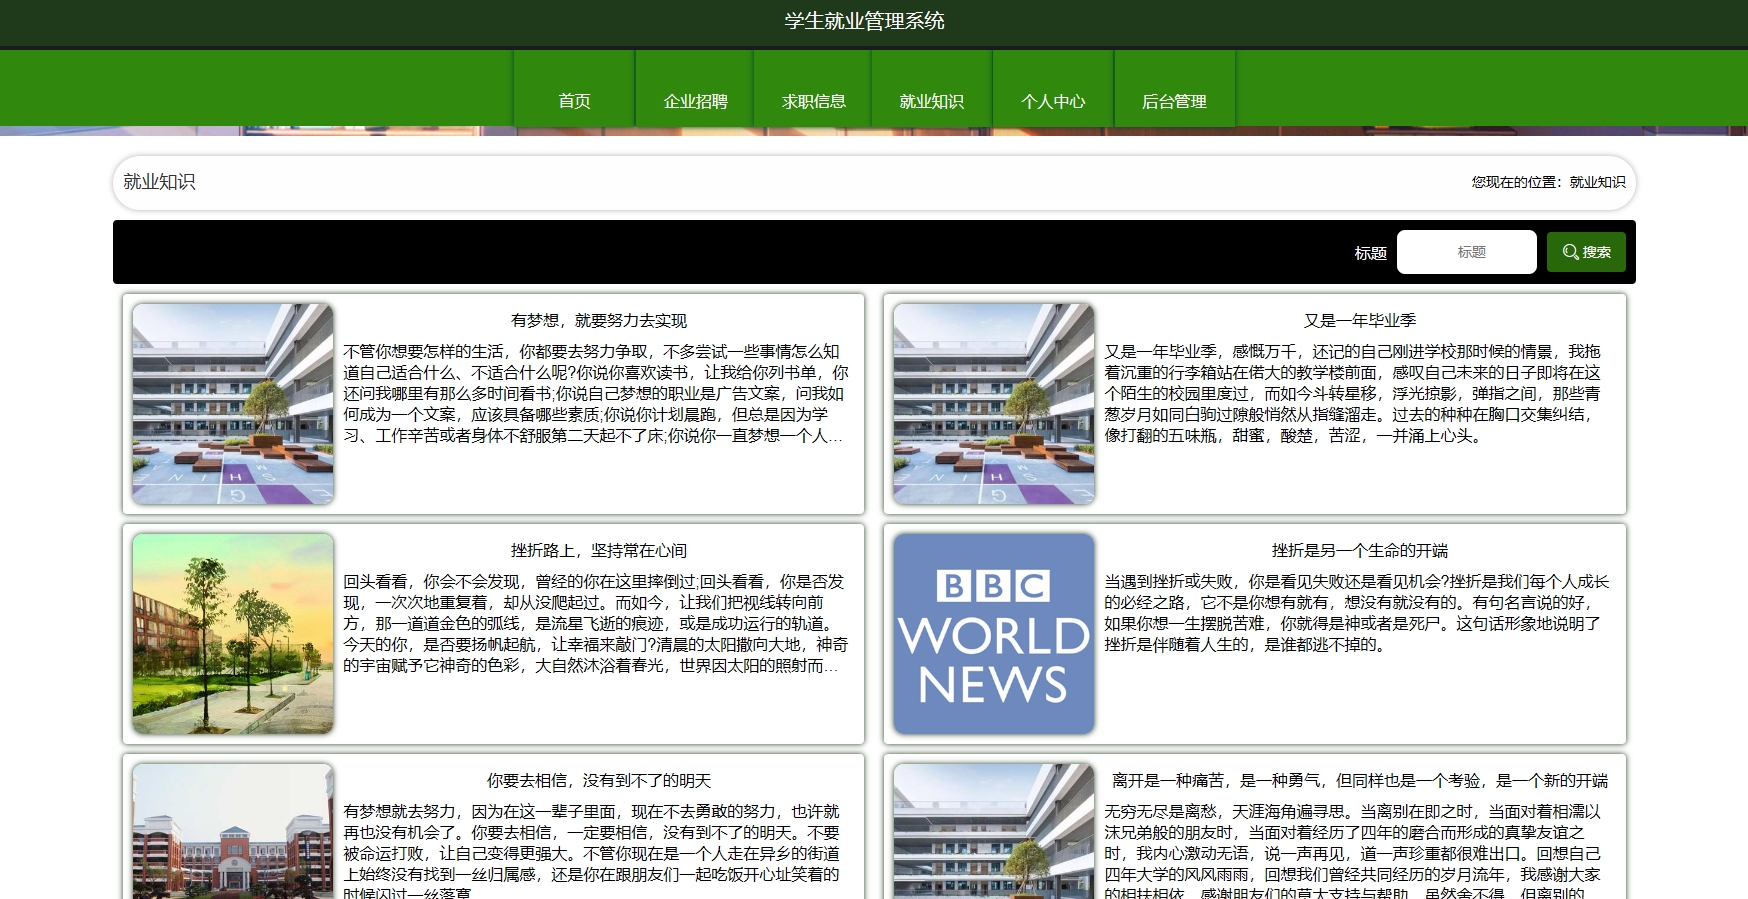 学生就业管理系统
首页 企业招聘 求职信息 就业知识 个人中心 后台管理
就业知识 您现在的位置：就业知识
标题 标题 搜索
有梦想，就要努力去实现
不管你想要怎样的生活，你都要去努力争取，不多尝试一些事情怎么知
道自己适合什么、不适合什么呢?你说你喜欢读书，让我给你列书单，你
还问我哪里有那么多时间看书;你说自己梦想的职业是广告文案，问我如
何成为一个文案，应该具备哪些素质;你说你计划晨跑，但总是因为学
习、工作辛苦或者身体不舒服第二天起不了床;你说你一直梦想一个人...
又是一年毕业季
又是一年毕业季，感慨万千，还记的自己刚进学校那时候的情景，我拖
着沉重的行李箱站在偌大的教学楼前面，感叹自己未来的日子即将在这
个陌生的校园里度过，而如今斗转星移，浮光掠影，弹指之间，那些青
葱岁月如同白驹过隙般悄然从指缝溜走。过去的种种在胸口交集纠结，
像打翻的五味瓶，甜蜜，酸楚，苦涩，一并涌上心头。
挫折路上，坚持常在心间
回头看看，你会不会发现，曾经的你在这里摔倒过;回头看看，你是否发
现，一次次地重复着，却从没爬起过。而如今，让我们把视线转向前
方，那一道道金色的弧线，是流星飞逝的痕迹，或是成功运行的轨道。
今天的你，是否要扬帆起航，让幸福来敲门?清晨的太阳撒向大地，神奇
的宇宙赋予它神奇的色彩，大自然沐浴着春光，世界因太阳的照射而...
BBC
WORLD
NEWS
挫折是另一个生命的开端
当遇到挫折或失败，你是看见失败还是看见机会?挫折是我们每个人成长
的必经之路，它不是你想有就有，想没有就没有的。有句名言说的好，
如果你想一生摆脱苦难，你就得是神或者是死尸。这句话形象地说明了
挫折是伴随着人生的，是谁都逃不掉的。
你要去相信，没有到不了的明天
有梦想就去努力，因为在这一辈子里面，现在不去勇敢的努力，也许就
再也没有机会了。你要去相信，一定要相信，没有到不了的明天。不要
被命运打败，让自己变得更强大。不管你现在是一个人走在异乡的街道
上始终没有找到一丝归属感，还是你在跟朋友们一起吃饭开心址笑着的
时候闪过一丝落寞
离开是一种痛苦，是一种勇气，但同样也是一个考验，是一个新的开端
无穷无尽是离愁，天涯海角遍寻思。当离别在即之时，当面对着相濡以
沫兄弟般的朋友时，当面对着经历了四年的磨合而形成的真挚友谊之
时，我内心激动无语，说一声再见，道一声珍重都很难出口。回想自己
四年大学的风风雨雨，回想我们曾经共同经历的岁月流年，我感谢大家
的相扶相依，感谢朋友们的莫大支持与帮助，虽然舍不得，但离别的